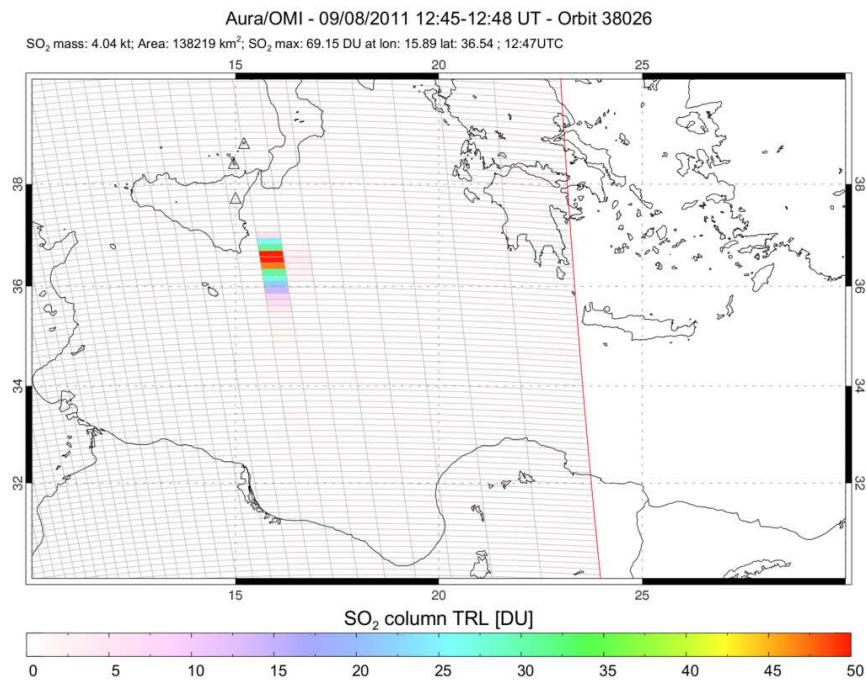 Aura/OMI - 09/08/2011 12:45-12:48 UT - Orbit 38026
SO₂ mass: 4.04 kt; Area: 138219 km²; SO₂ max: 69.15 DU at lon: 15.89 lat: 36.54 ; 12:47UTC
15 20 25
38 38
36 36
34 34
32 32
15 20 25
SO₂ column TRL [DU]
0 5 10 15 20 25 30 35 40 45 50